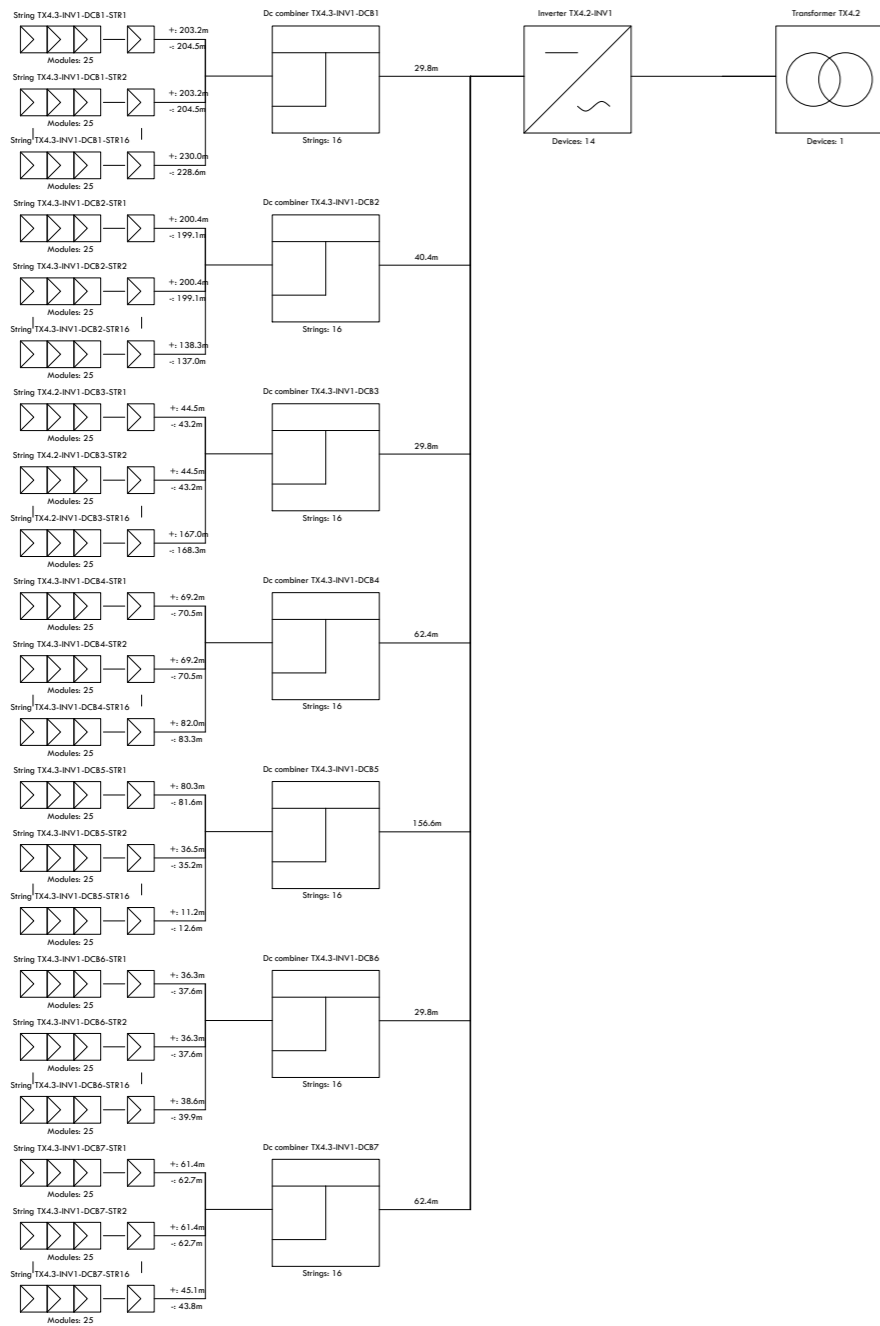 String TX4.3-INV1-DCB1-STR1
Dc combiner TX4.3-INV1-DCB1
Inverter TX4.2-INV1
Transformer TX4.2
+: 203.2m
-: 204.5m
Modules: 25
29.8m
String TX4.3-INV1-DCB1-STR2
+: 203.2m
-: 204.5m
Modules: 25
String TX4.3-INV1-DCB1-STR16
Strings: 16
Devices: 14
Devices: 1
+: 230.0m
-: 228.6m
Modules: 25
String TX4.3-INV1-DCB2-STR1
Dc combiner TX4.3-INV1-DCB2
+: 200.4m
-: 199.1m
Modules: 25
40.4m
String TX4.3-INV1-DCB2-STR2
+: 200.4m
-: 199.1m
Modules: 25
String TX4.3-INV1-DCB2-STR16
Strings: 16
+: 138.3m
-: 137.0m
Modules: 25
String TX4.2-INV1-DCB3-STR1
Dc combiner TX4.3-INV1-DCB3
+: 44.5m
-: 43.2m
Modules: 25
29.8m
String TX4.2-INV1-DCB3-STR2
+: 44.5m
-: 43.2m
Modules: 25
String TX4.2-INV1-DCB3-STR16
Strings: 16
+: 167.0m
-: 168.3m
Modules: 25
String TX4.3-INV1-DCB4-STR1
Dc combiner TX4.3-INV1-DCB4
+: 69.2m
-: 70.5m
Modules: 25
62.4m
String TX4.3-INV1-DCB4-STR2
+: 69.2m
-: 70.5m
Modules: 25
String TX4.3-INV1-DCB4-STR16
Strings: 16
+: 82.0m
-: 83.3m
Modules: 25
String TX4.3-INV1-DCB5-STR1
Dc combiner TX4.3-INV1-DCB5
+: 80.3m
-: 81.6m
Modules: 25
156.6m
String TX4.3-INV1-DCB5-STR2
+: 36.5m
-: 35.2m
Modules: 25
String TX4.3-INV1-DCB5-STR16
Strings: 16
+: 11.2m
-: 12.6m
Modules: 25
String TX4.3-INV1-DCB6-STR1
Dc combiner TX4.3-INV1-DCB6
+: 36.3m
-: 37.6m
Modules: 25
29.8m
String TX4.3-INV1-DCB6-STR2
+: 36.3m
-: 37.6m
Modules: 25
String TX4.3-INV1-DCB6-STR16
Strings: 16
+: 38.6m
-: 39.9m
Modules: 25
String TX4.3-INV1-DCB7-STR1
Dc combiner TX4.3-INV1-DCB7
+: 61.4m
-: 62.7m
Modules: 25
62.4m
String TX4.3-INV1-DCB7-STR2
+: 61.4m
-: 62.7m
Modules: 25
String TX4.3-INV1-DCB7-STR16
Strings: 16
+: 45.1m
-: 43.8m
Modules: 25